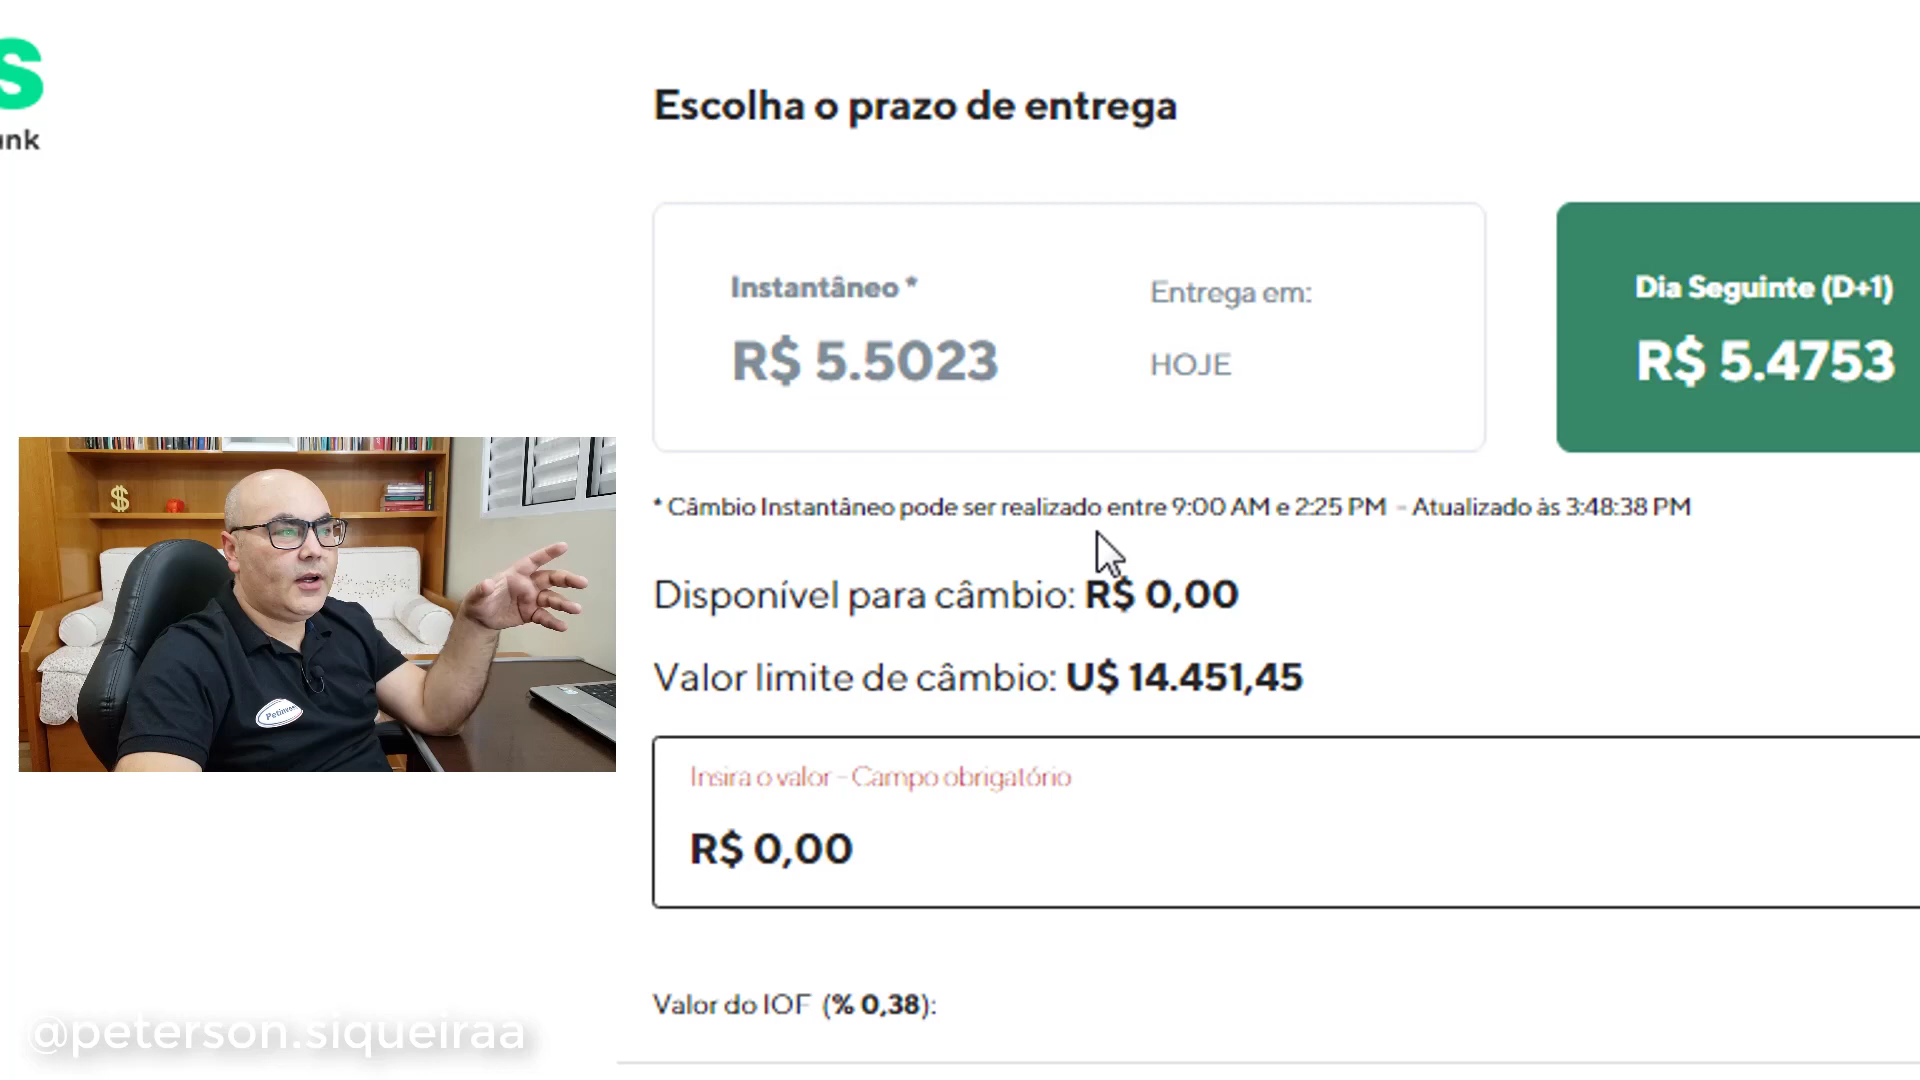 s
unk
Escolha o prazo de entrega
Instantâneo *
Entrega em:
R$ 5.5023
HOJE
Dia Seguinte (D+1)
R$ 5.4753
* Câmbio Instantâneo pode ser realizado entre 9:00 AM e 2:25 PM - Atualizado às 3:48:38 PM
Disponível para câmbio: R$ 0,00
Valor limite de câmbio: U$ 14.451,45
Insira o valor - Campo obrigatório
R$ 0,00
Valor do IOF (% 0,38):
@peterson.siqueiraa